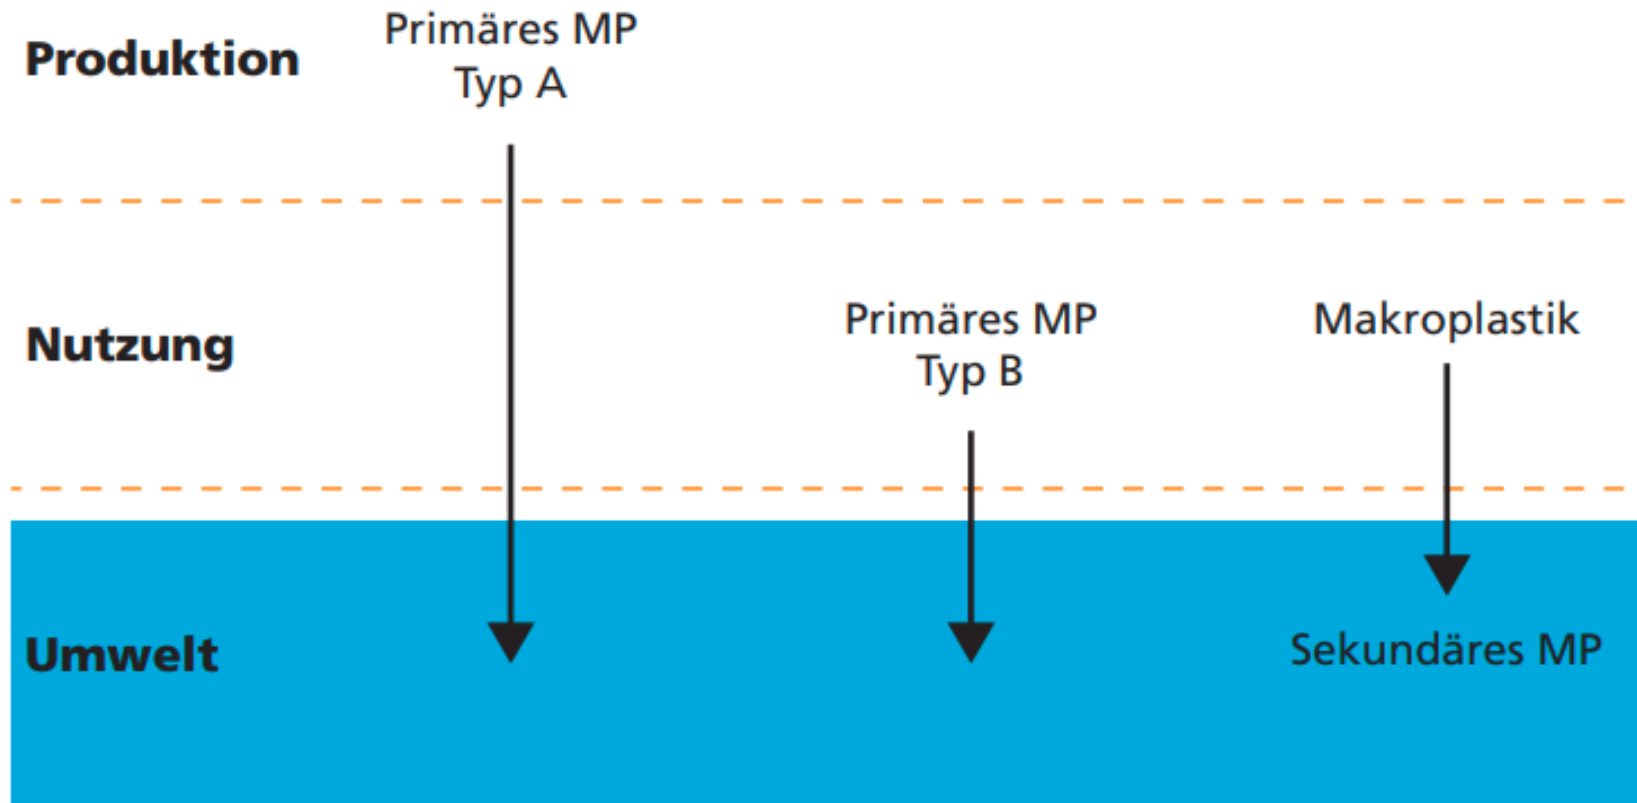 Produktion
Primäres MP
Typ A
Nutzung
Primäres MP
Typ B
Makroplastik
Umwelt
Sekundäres MP